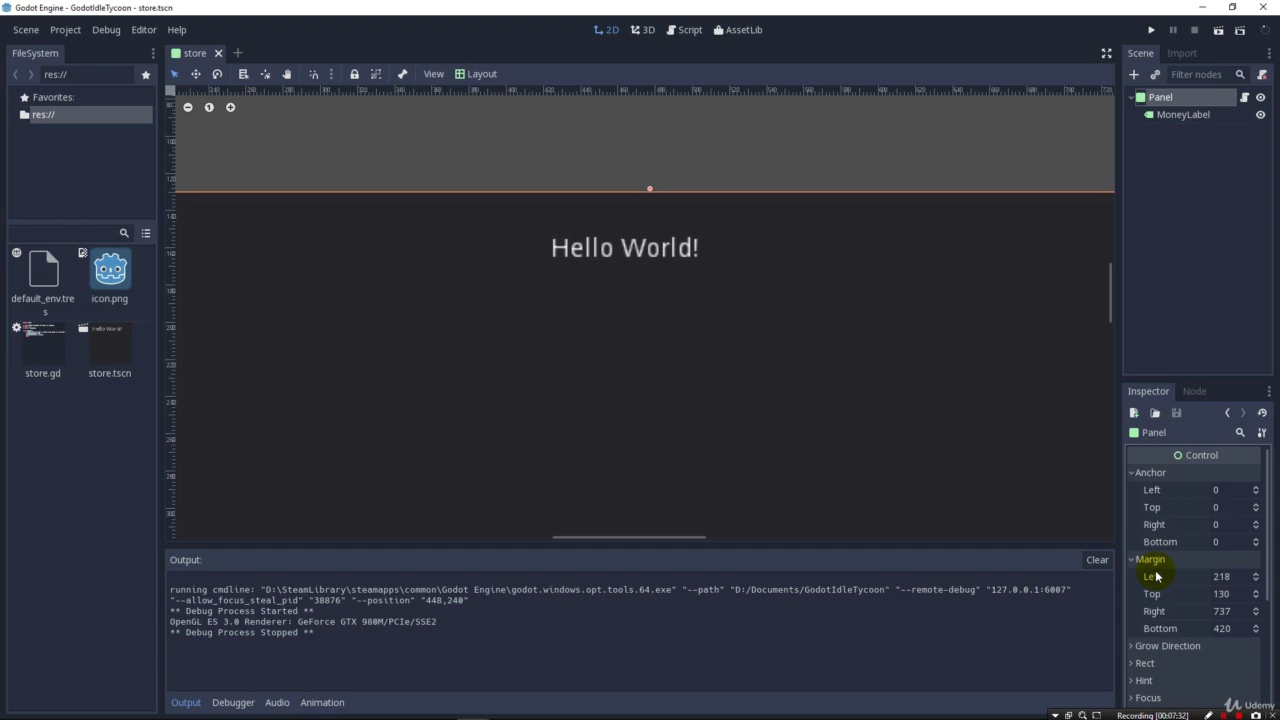 Godot Engine - GodotIdleTycoon - store.tscn
Scene Project Debug Editor Help
2D 3D Script AssetLib
FileSystem
store
Scene Import
res://
View Layout
Filter nodes
Favorites:
res://
Panel
MoneyLabel
Hello World!
default_env.tre
s
icon.png
Hello World!
store.gd
store.tscn
Inspector Node
Panel
Control
Anchor
Left 0
Top 0
Right 0
Bottom 0
Margin
Left 218
Top 130
Right 737
Bottom 420
Grow Direction
Rect
Hint
Focus
Output:
Clear
running cmdline: "D:\SteamLibrary\steamapps\common\Godot Engine\godot.windows.opt.tools.64.exe" "--path" "D:/Documents/GodotIdleTycoon" "--remote-debug" "127.0.0.1:6007"
"--allow_focus_steal_pid" "38876" "--position" "448,240"
** Debug Process Started **
OpenGL ES 3.0 Renderer: GeForce GTX 980M/PCIe/SSE2
** Debug Process Stopped **
Output Debugger Audio Animation
Recording [00:07:32]
Udemy